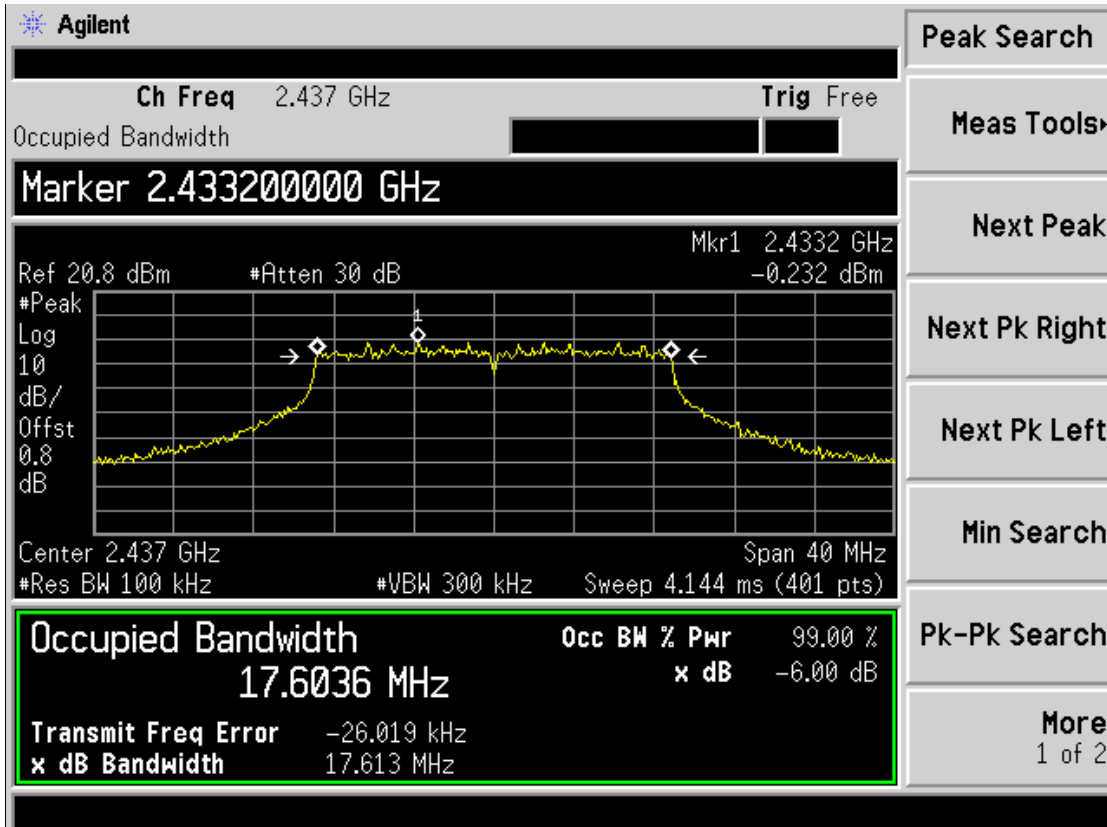 Agilent
Peak Search
Ch Freq 2.437 GHz Trig Free
Occupied Bandwidth
Meas Tools
Marker 2.433200000 GHz
Next Peak
Mkr1 2.4332 GHz
Ref 20.8 dBm #Atten 30 dB -0.232 dBm
#Peak
1
Log
10
dB/
Offst
0.8
dB
Next Pk Right
Next Pk Left
Min Search
Center 2.437 GHz Span 40 MHz
#Res BW 100 kHz #VBW 300 kHz Sweep 4.144 ms (401 pts)
Occupied Bandwidth Occ BW % Pwr 99.00 %
17.6036 MHz x dB -6.00 dB
Pk-Pk Search
Transmit Freq Error -26.019 kHz
x dB Bandwidth 17.613 MHz
More
1 of 2